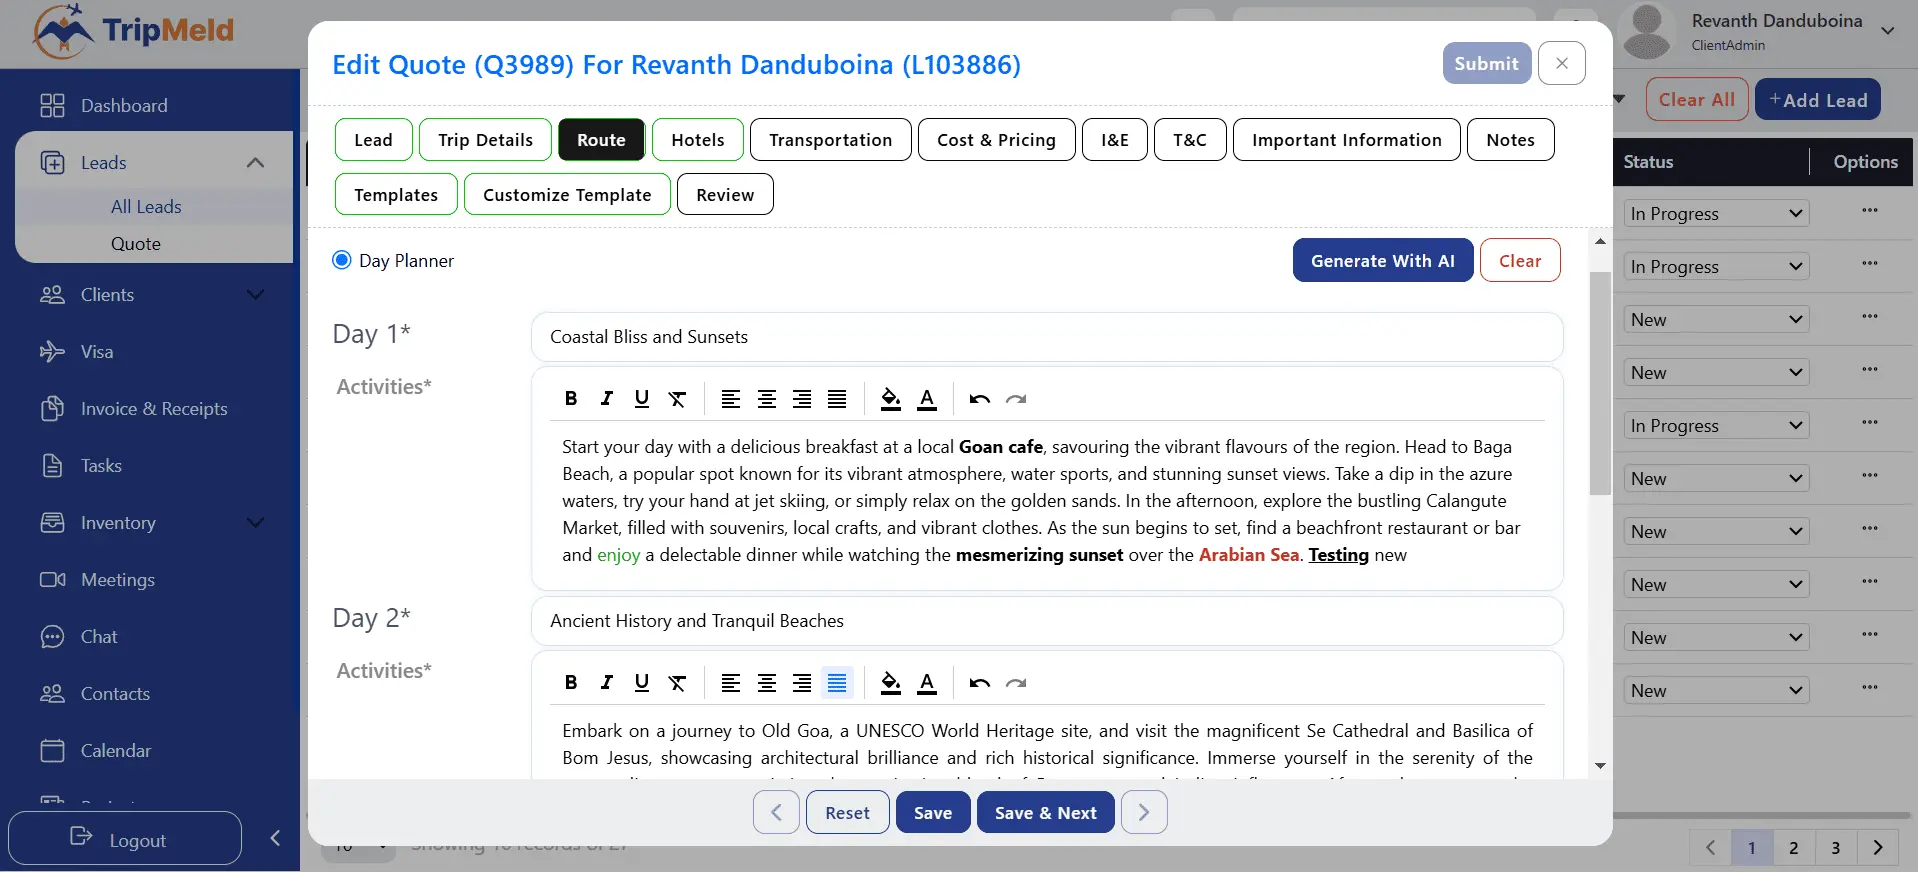 TripMeld
Dashboard
Leads
All Leads
Quote
Clients
Visa
Invoice & Receipts
Tasks
Inventory
Meetings
Chat
Contacts
Calendar
Logout
Edit Quote (Q3989) For Revanth Danduboina (L103886)
Submit
Lead
Trip Details
Route
Hotels
Transportation
Cost & Pricing
I&E
T&C
Important Information
Notes
Templates
Customize Template
Review
Day Planner
Generate With AI
Clear
Day 1*
Coastal Bliss and Sunsets
Activities*
Start your day with a delicious breakfast at a local Goan cafe, savouring the vibrant flavours of the region. Head to Baga
Beach, a popular spot known for its vibrant atmosphere, water sports, and stunning sunset views. Take a dip in the azure
waters, try your hand at jet skiing, or simply relax on the golden sands. In the afternoon, explore the bustling Calangute
Market, filled with souvenirs, local crafts, and vibrant clothes. As the sun begins to set, find a beachfront restaurant or bar
and enjoy a delectable dinner while watching the mesmerizing sunset over the Arabian Sea. Testing new
Day 2*
Ancient History and Tranquil Beaches
Activities*
Embark on a journey to Old Goa, a UNESCO World Heritage site, and visit the magnificent Se Cathedral and Basilica of
Bom Jesus, showcasing architectural brilliance and rich historical significance. Immerse yourself in the serenity of the
Reset
Save
Save & Next
Revanth Danduboina
ClientAdmin
Clear All
+Add Lead
Status
Options
In Progress
In Progress
New
New
In Progress
New
New
New
New
New
1
2
3